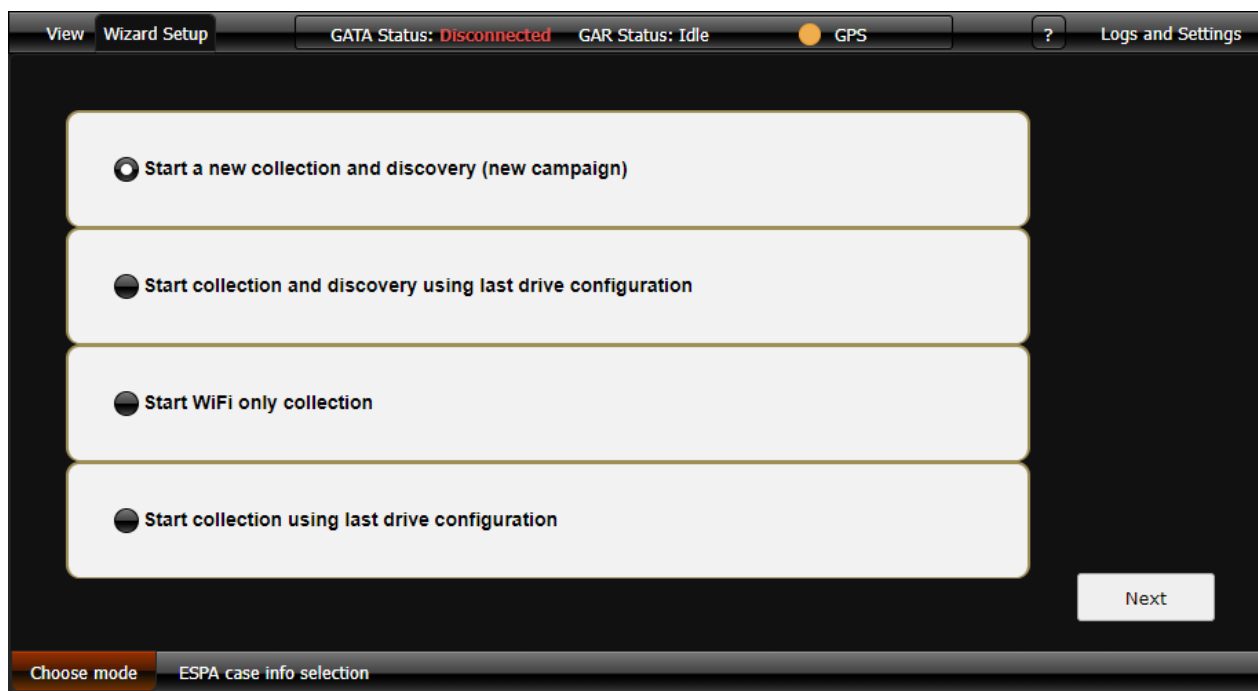 View Wizard Setup GATA Status: Disconnected GAR Status: Idle GPS ? Logs and Settings
Start a new collection and discovery (new campaign)
Start collection and discovery using last drive configuration
Start WiFi only collection
Start collection using last drive configuration
Next
Choose mode ESPA case info selection